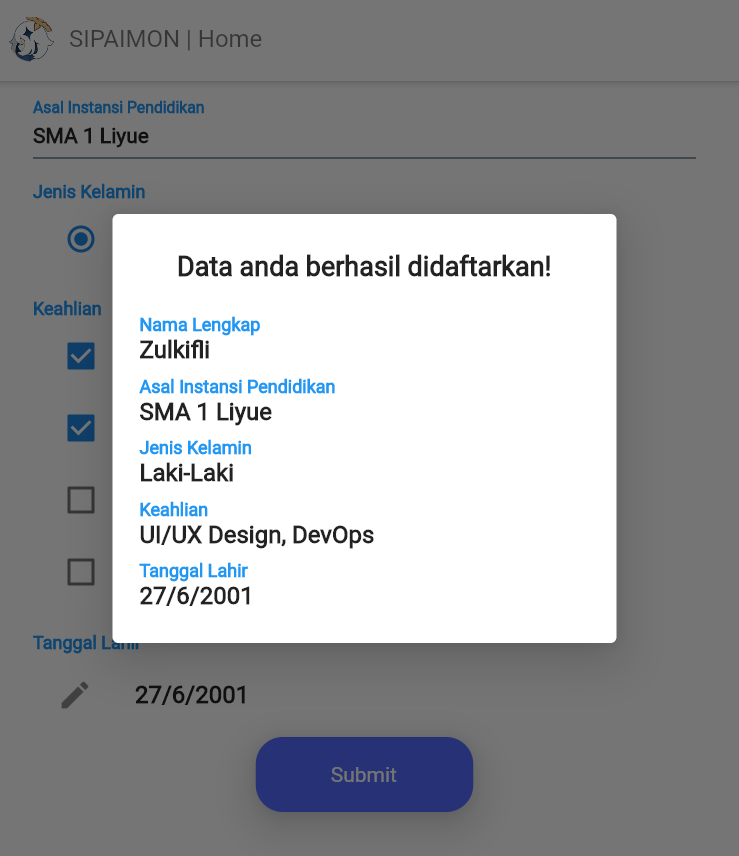 SIPAIMON | Home
Asal Instansi Pendidikan
SMA 1 Liyue
Jenis Kelamin
Data anda berhasil didaftarkan!
Nama Lengkap
Zulkifli
Asal Instansi Pendidikan
SMA 1 Liyue
Jenis Kelamin
Laki-Laki
Keahlian
UI/UX Design, DevOps
Tanggal Lahir
27/6/2001
Keahlian
Tanggal Lahir
27/6/2001
Submit